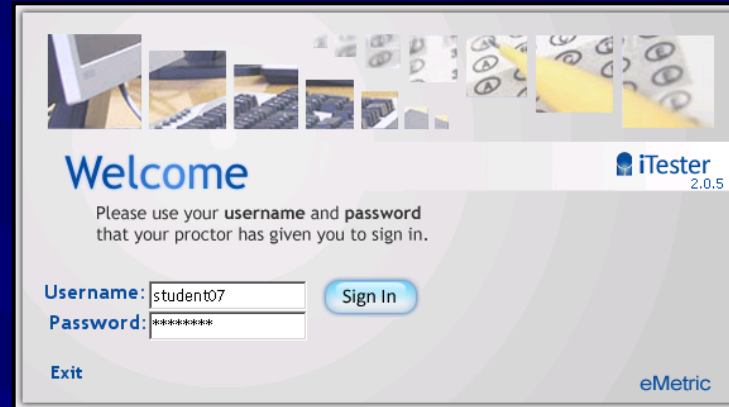 Welcome
iTester
2.0.5
Please use your username and password
that your proctor has given you to sign in.
Username: student07
Sign In
Password: ********
Exit
eMetric